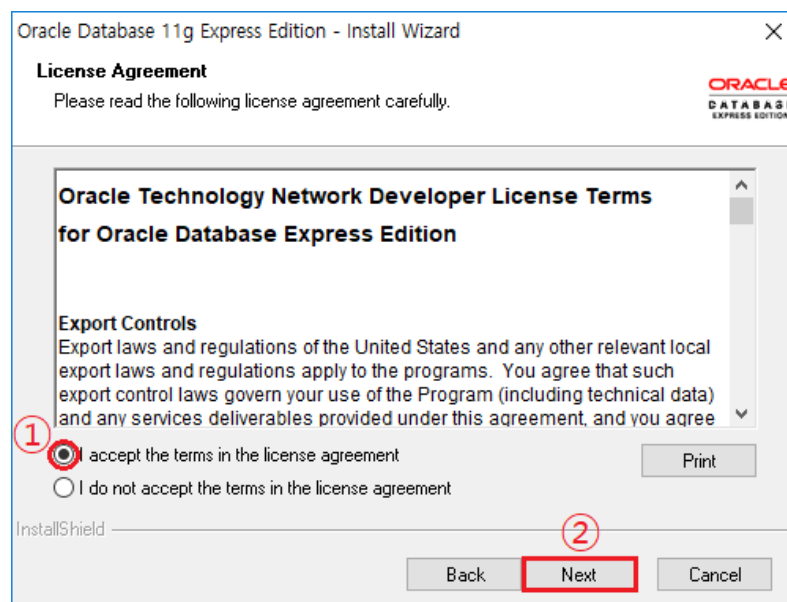 Oracle Database 11g Express Edition - Install Wizard
License Agreement
Please read the following license agreement carefully.
ORACLE
DATABASE
EXPRESS EDITION
Oracle Technology Network Developer License Terms
for Oracle Database Express Edition
Export Controls
Export laws and regulations of the United States and any other relevant local
export laws and regulations apply to the programs. You agree that such
export control laws govern your use of the Program (including technical data)
and any services deliverables provided under this agreement, and you agree
① I accept the terms in the license agreement
Print
I do not accept the terms in the license agreement
InstallShield
②
Back Next Cancel